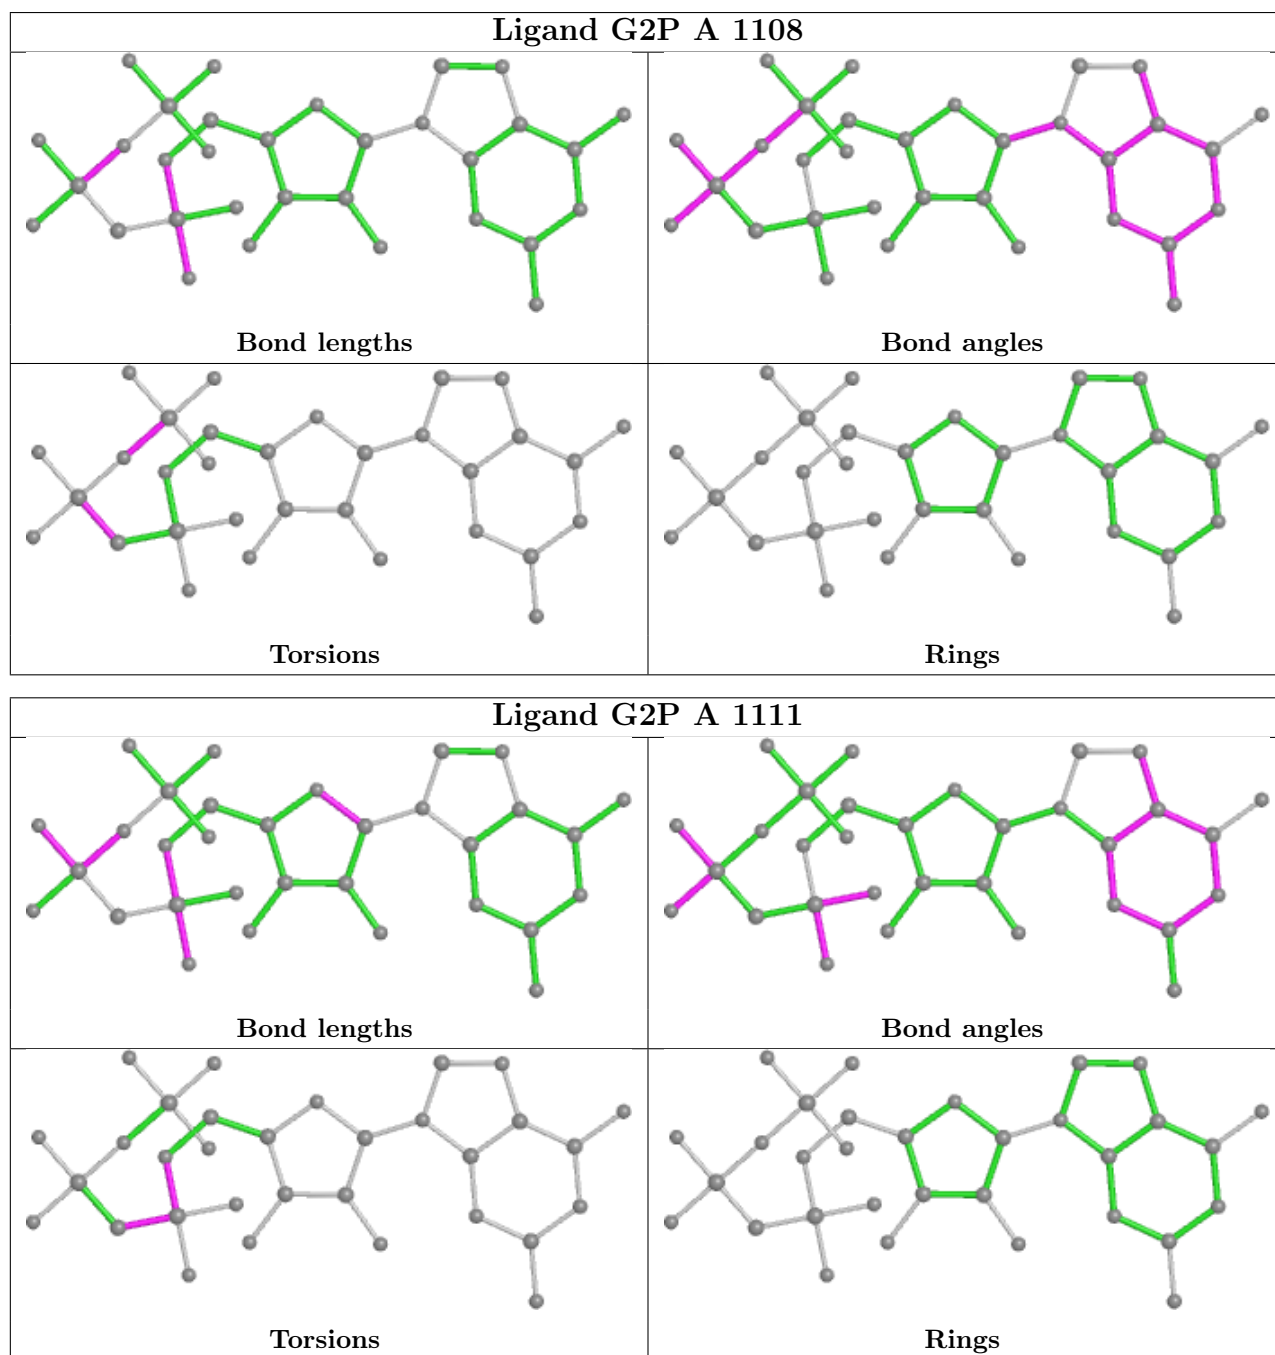 Ligand G2P A 1108
Bond lengths
Bond angles
Torsions
Rings
Ligand G2P A 1111
Bond lengths
Bond angles
Torsions
Rings